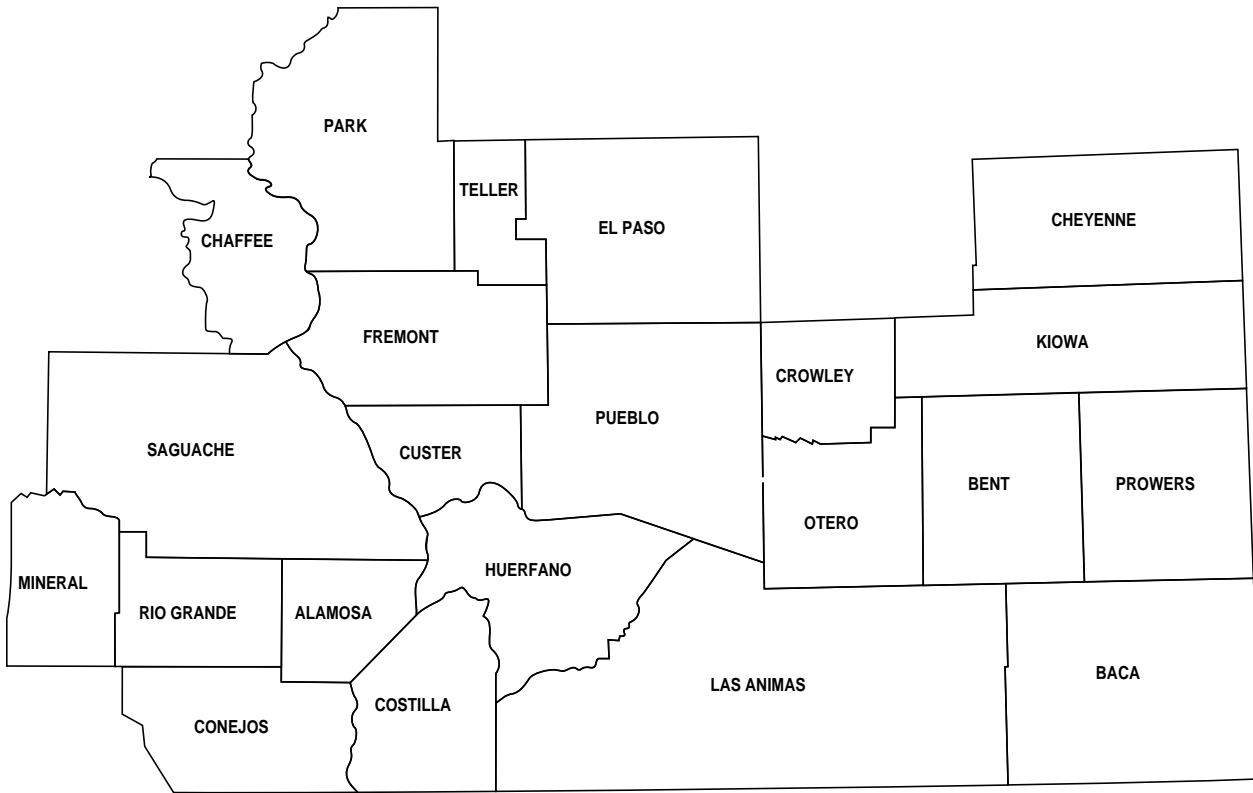 PARK
TELLER
CHEYENNE
EL PASO
CHAFFEE
FREMONT
KIOWA
CROWLEY
PUEBLO
SAGUACHE
CUSTER
BENT
PROWERS
OTERO
HUERFANO
MINERAL
RIO GRANDE
ALAMOSA
BACA
LAS ANIMAS
COSTILLA
CONEJOS